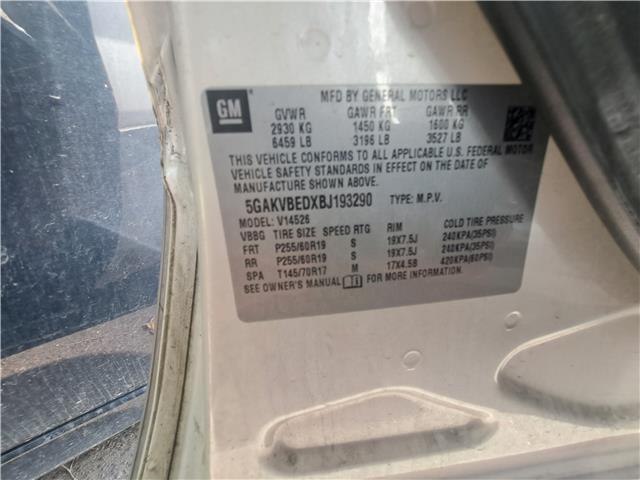 GM
MFD BY GENERAL MOTORS LLC
GVWR GAWR FRT GAWR RR
2930 KG 1450 KG 1600 KG
6459 LB 3196 LB 3527 LB
THIS VEHICLE CONFORMS TO ALL APPLICABLE U.S. FEDERAL MOTOR
VEHICLE SAFETY STANDARDS IN EFFECT ON THE DATE OF
MANUFACTURE SHOWN ABOVE.
5GAKVBEDXBJ193290 TYPE: M.P.V.
MODEL: V14526
VBBG TIRE SIZE SPEED RTG RIM COLD TIRE PRESSURE
FRT P255/60R19 S 19X7.5J 240KPA(35PSI)
RR P255/60R19 S 19X7.5J 240KPA(35PSI)
SPA T145/70R17 M 17X4.5B 420KPA(60PSI)
SEE OWNER'S MANUAL FOR MORE INFORMATION.